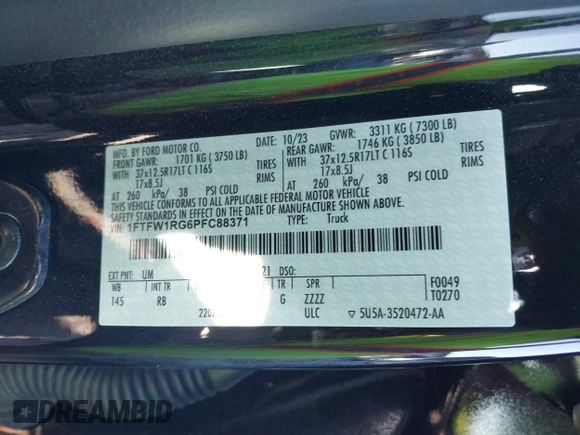 MFD. BY FORD MOTOR CO. DATE: 10/23 GVWR: 3311 KG ( 7300 LB)
FRONT GAWR: 1701 KG ( 3750 LB) REAR GAWR: 1746 KG ( 3850 LB)
WITH 37x12.5R17LT C 116S TIRES WITH 37x12.5R17LT C 116S TIRES
17x8.5J RIMS 17x8.5J RIMS
AT 260 kPa/ 38 PSI COLD AT 260 kPa/ 38 PSI COLD
THIS VEHICLE CONFORMS TO ALL APPLICABLE FEDERAL MOTOR VEHICLE
SAFETY STANDARDS IN EFFECT ON THE DATE OF MANUFACTURE SHOWN ABOVE.
VIN: 1FTFW1RG6PFC88371 TYPE: Truck
EXT PNT: UM 21 DSO: F0049
WB INT TR TR SPR T0270
145 RB G ZZZZ
ULC ▽ 5U5A-3520472-AA
DREAMBID